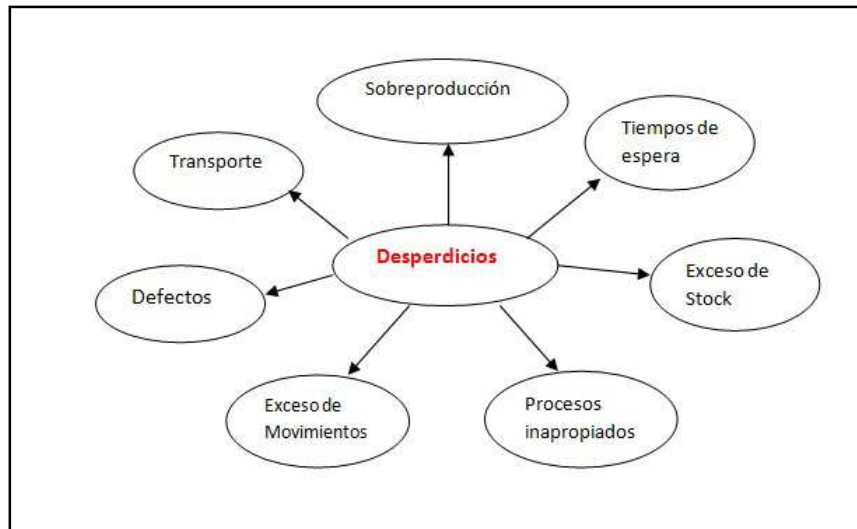 Sobreproducción
Tiempos de
espera
Transporte
Desperdicios
Exceso de
Stock
Defectos
Exceso de
Movimientos
Procesos
inapropiados